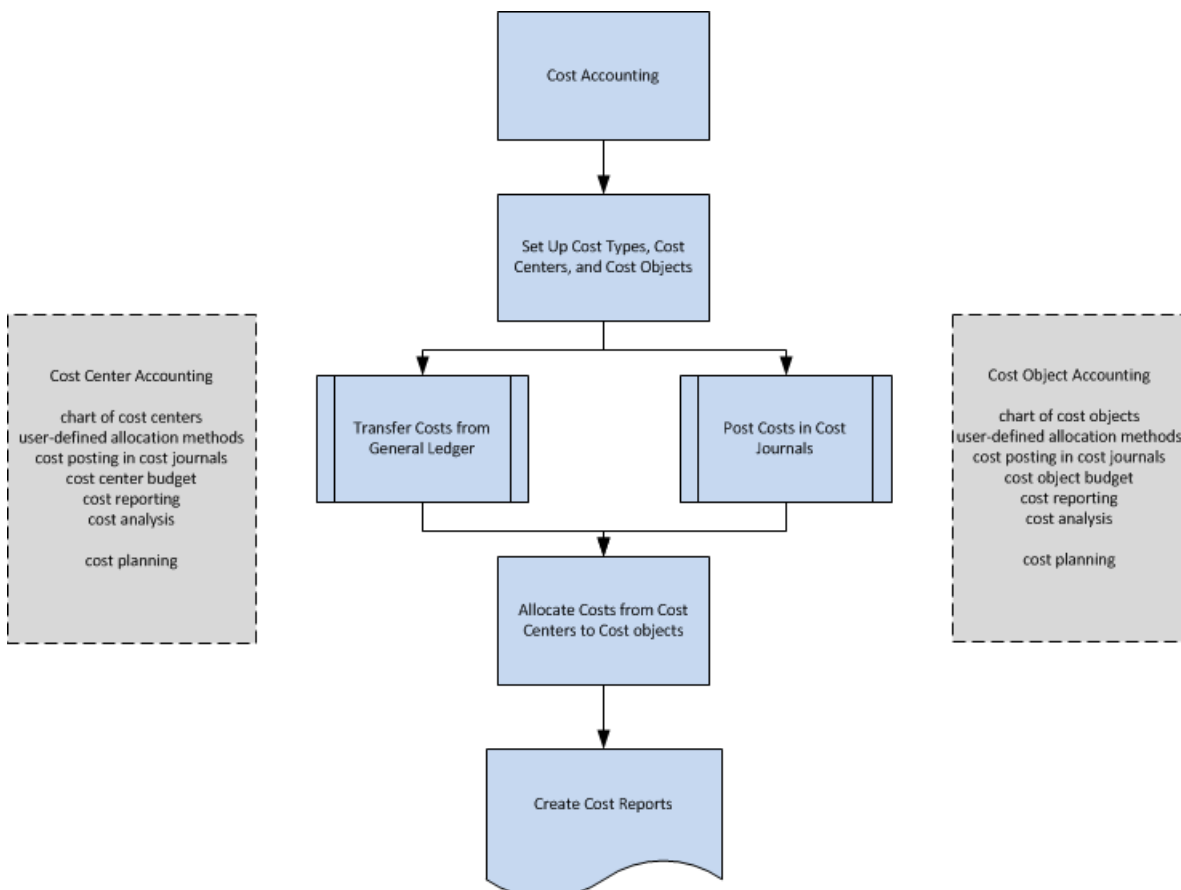 Cost Accounting
Set Up Cost Types, Cost
Centers, and Cost Objects
Cost Center Accounting
chart of cost centers
user-defined allocation methods
cost posting in cost journals
cost center budget
cost reporting
cost analysis
cost planning
Transfer Costs from
General Ledger
Post Costs in Cost
Journals
Cost Object Accounting
chart of cost objects
user-defined allocation methods
cost posting in cost journals
cost object budget
cost reporting
cost analysis
cost planning
Allocate Costs from Cost
Centers to Cost objects
Create Cost Reports